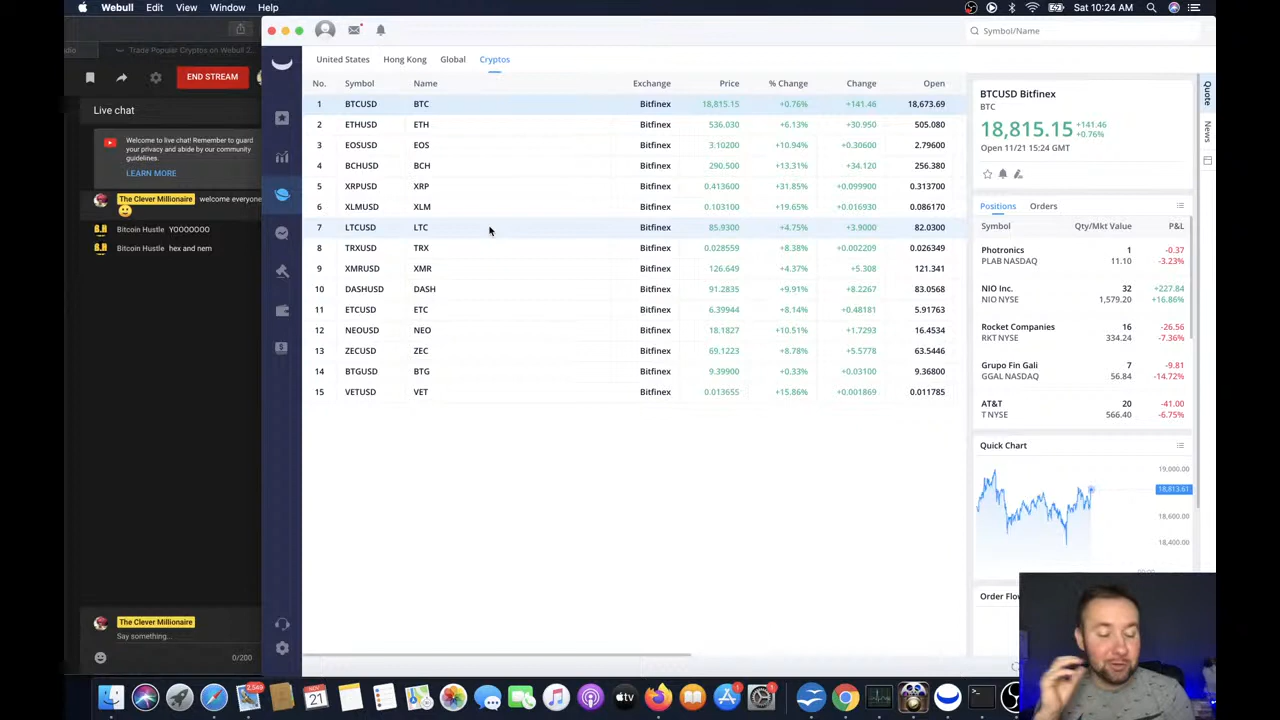 Webull Edit View Window Help
Sat 10:24 AM
dio
Trade Popular Cryptos on Webull 2...
END STREAM
Live chat
Welcome to live chat! Remember to guard
your privacy and abide by our community
guidelines.
LEARN MORE
The Clever Millionaire welcome everyone
Bitcoin Hustle YOOOOOO
Bitcoin Hustle hex and nem
The Clever Millionaire
Say something...
0/200
Symbol/Name
United States Hong Kong Global Cryptos
No. Symbol Name Exchange Price % Change Change Open
1 BTCUSD BTC Bitfinex 18,815.15 +0.76% +141.46 18,673.69
2 ETHUSD ETH Bitfinex 536.030 +6.13% +30.950 505.080
3 EOSUSD EOS Bitfinex 3.10200 +10.94% +0.30600 2.79600
4 BCHUSD BCH Bitfinex 290.500 +13.31% +34.120 256.380
5 XRPUSD XRP Bitfinex 0.413600 +31.85% +0.099900 0.313700
6 XLMUSD XLM Bitfinex 0.103100 +19.65% +0.016930 0.086170
7 LTCUSD LTC Bitfinex 85.9300 +4.75% +3.9000 82.0300
8 TRXUSD TRX Bitfinex 0.028559 +8.38% +0.002209 0.026349
9 XMRUSD XMR Bitfinex 126.649 +4.37% +5.308 121.341
10 DASHUSD DASH Bitfinex 91.2835 +9.91% +8.2267 83.0568
11 ETCUSD ETC Bitfinex 6.39944 +8.14% +0.48181 5.91763
12 NEOUSD NEO Bitfinex 18.1827 +10.51% +1.7293 16.4534
13 ZECUSD ZEC Bitfinex 69.1223 +8.78% +5.5778 63.5446
14 BTGUSD BTG Bitfinex 9.39900 +0.33% +0.03100 9.36800
15 VETUSD VET Bitfinex 0.013655 +15.86% +0.001869 0.011785
BTCUSD Bitfinex
BTC
18,815.15 +141.46
+0.76%
Open 11/21 15:24 GMT
Quote
News
Positions Orders
Symbol Qty/Mkt Value P&L
Photronics 1 -0.37
PLAB NASDAQ 11.10 -3.23%
NIO Inc. 32 +227.84
NIO NYSE 1,579.20 +16.86%
Rocket Companies 16 -26.56
RKT NYSE 334.24 -7.36%
Grupo Fin Gali 7 -9.81
GGAL NASDAQ 56.84 -14.72%
AT&T 20 -41.00
T NYSE 566.40 -6.75%
Quick Chart
19,000.00
18,813.61
18,600.00
18,400.00
Order Flow
2,549
NOV
21
tv
1
1